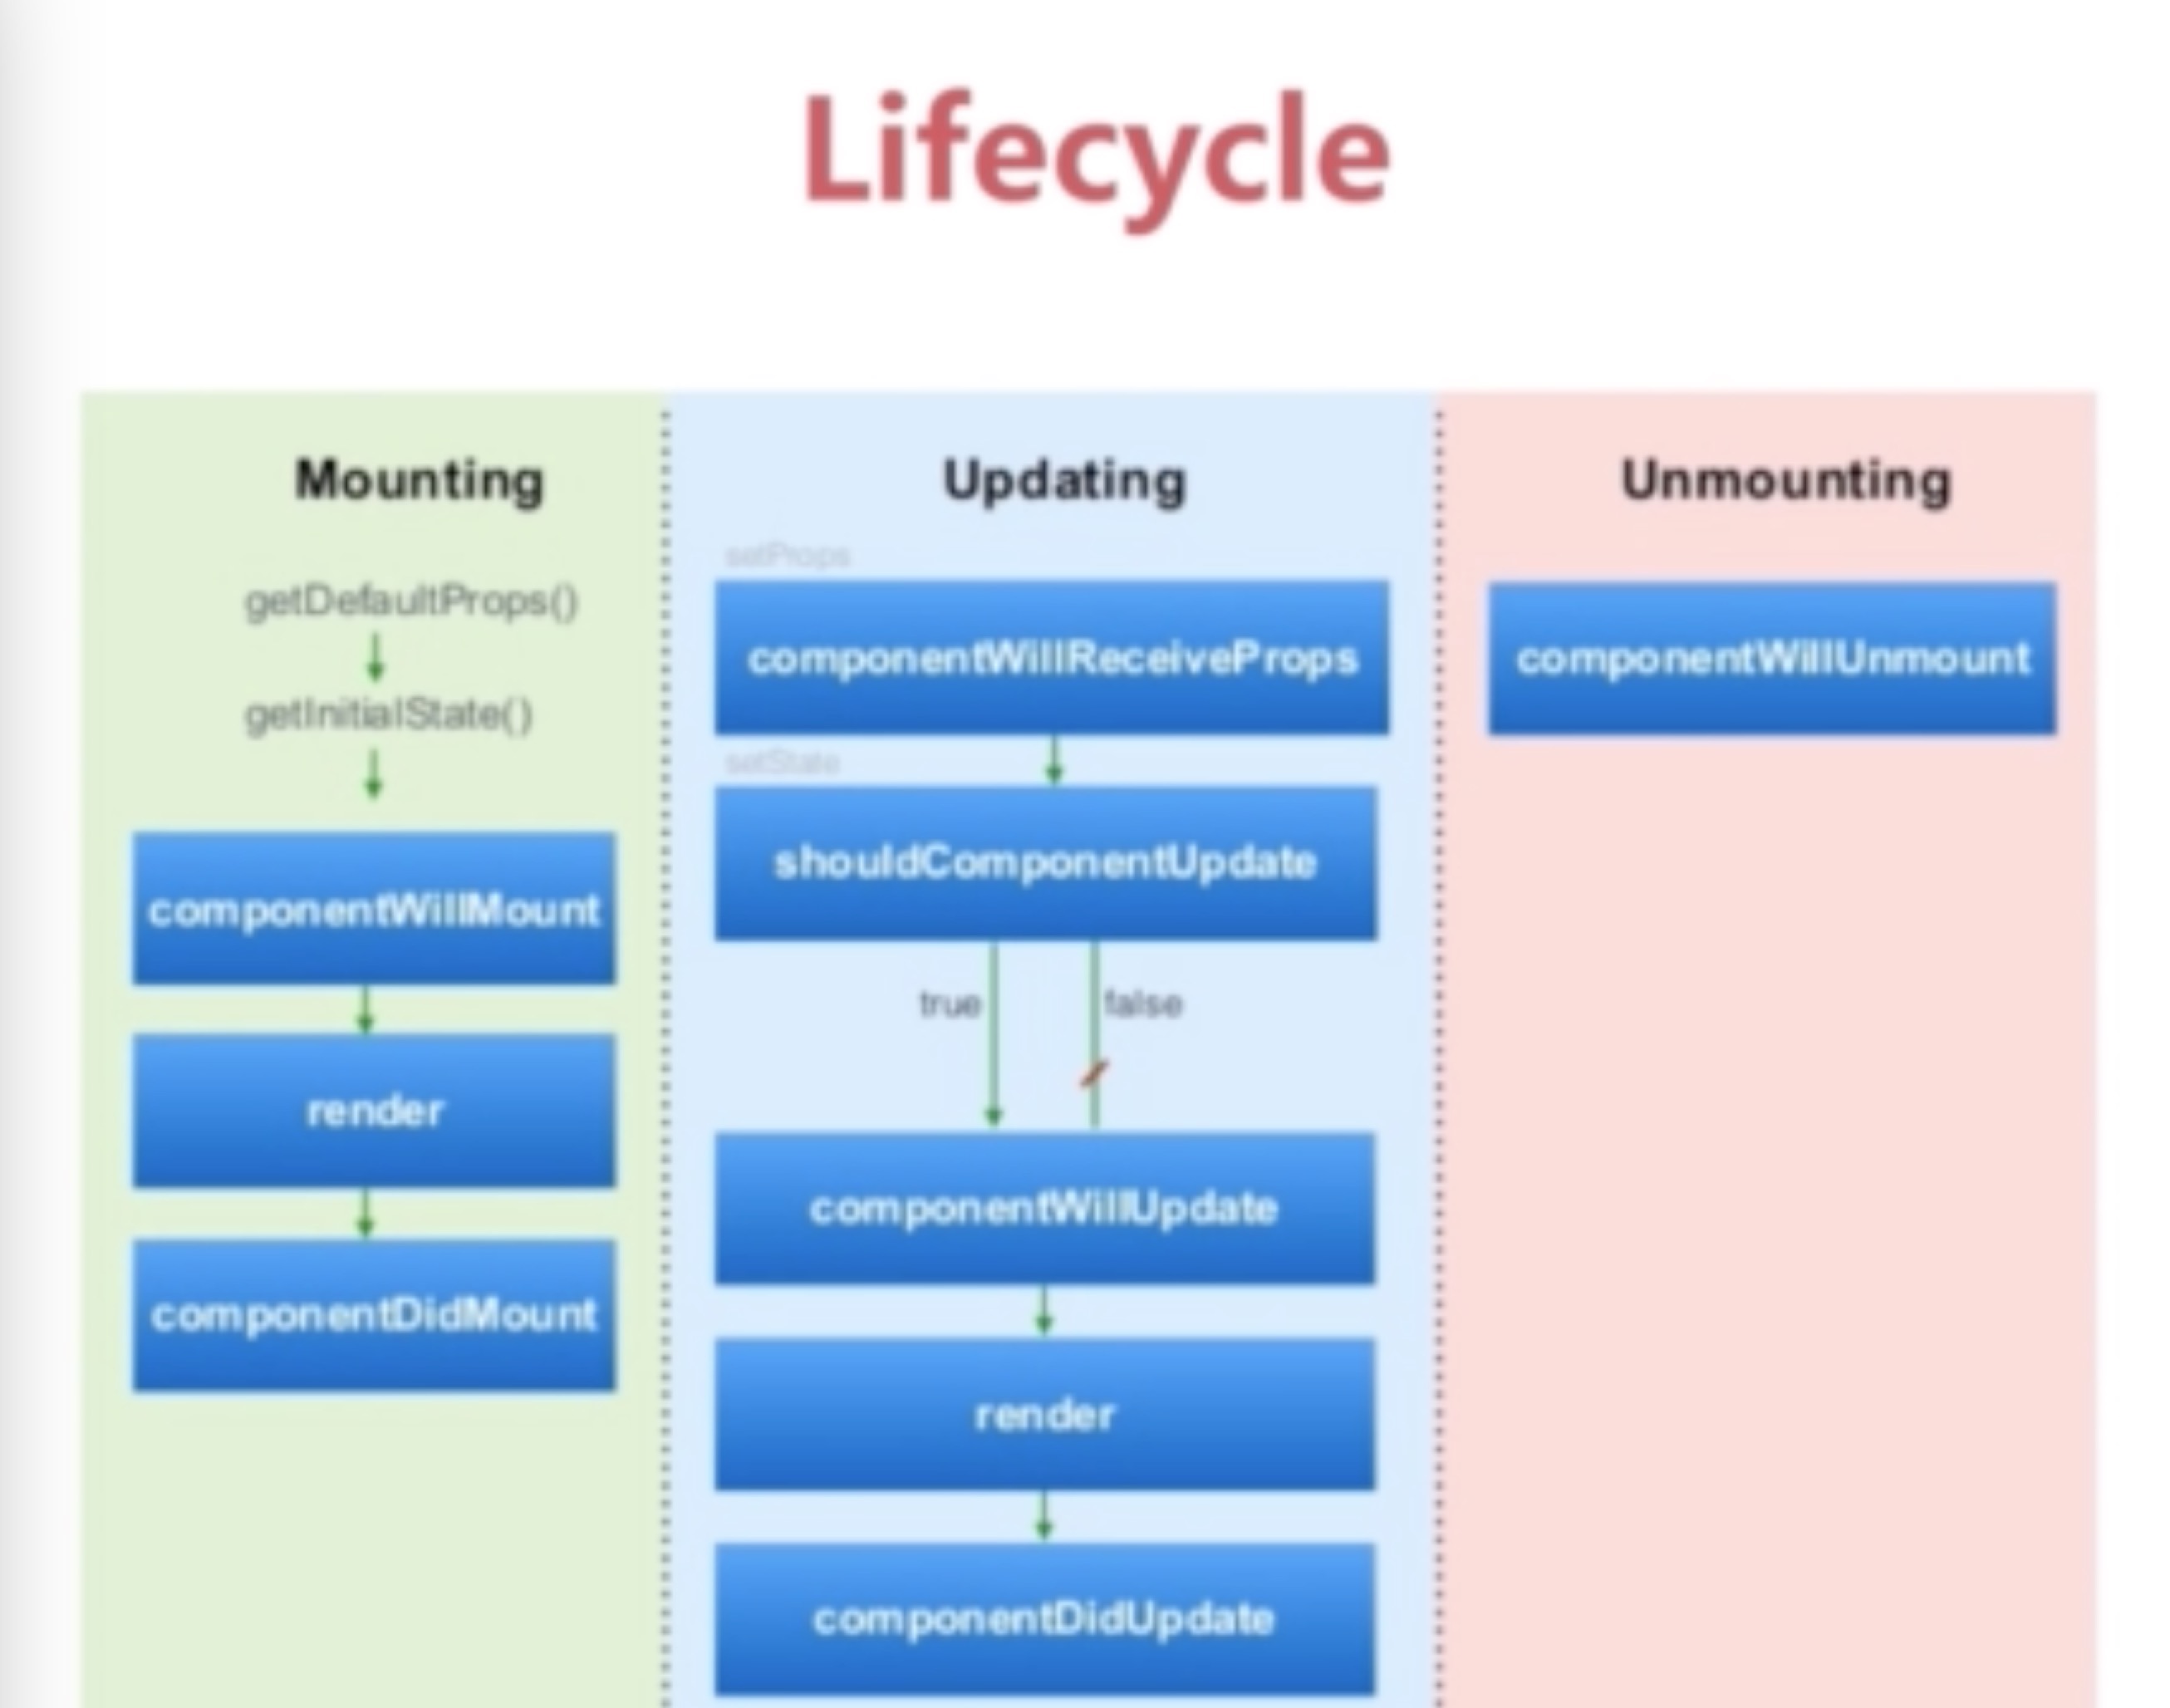 Lifecycle
Mounting
getDefaultProps()
getInitialState()
componentWillMount
render
componentDidMount
Updating
setProps
componentWillReceiveProps
setState
shouldComponentUpdate
true
false
componentWillUpdate
render
componentDidUpdate
Unmounting
componentWillUnmount